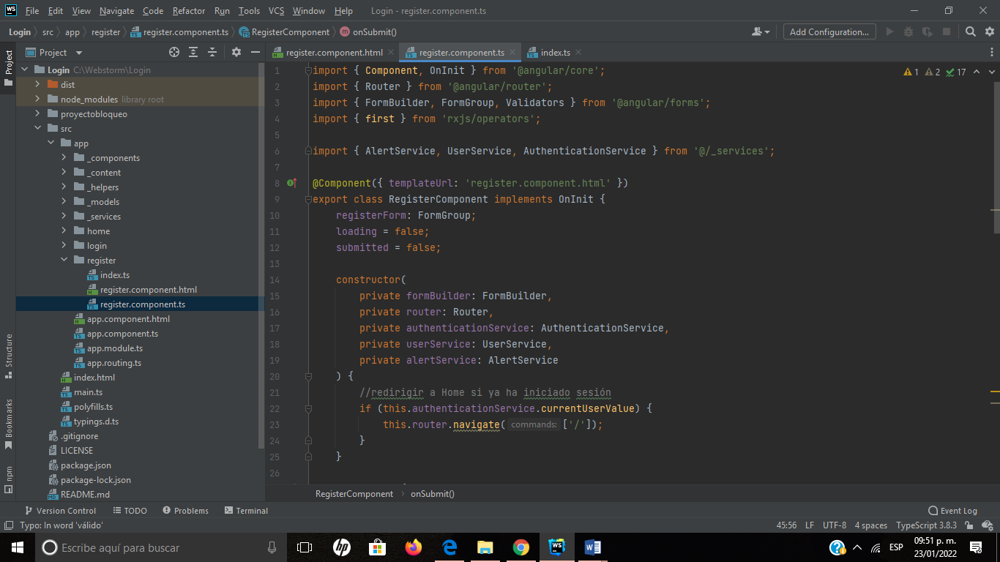 WS File Edit View Navigate Code Refactor Run Tools VCS Window Help Login - register.component.ts
Login src app register register.component.ts RegisterComponent m onSubmit() Add Configuration...
Project register.component.html register.component.ts index.ts
Login C:\Webstorm\Login
dist
node_modules library root
proyectobloqueo
src
app
_components
_content
_helpers
_models
_services
home
login
register
index.ts
register.component.html
register.component.ts
app.component.html
app.component.ts
app.module.ts
app.routing.ts
index.html
main.ts
polyfills.ts
typings.d.ts
.gitignore
LICENSE
package.json
package-lock.json
README.md
Project
Structure
Bookmarks
npm
1 import { Component, OnInit } from '@angular/core';
2 import { Router } from '@angular/router';
3 import { FormBuilder, FormGroup, Validators } from '@angular/forms';
4 import { first } from 'rxjs/operators';
5
6 import { AlertService, UserService, AuthenticationService } from '@/_services';
7
8 @Component({ templateUrl: 'register.component.html' })
9 export class RegisterComponent implements OnInit {
10 registerForm: FormGroup;
11 loading = false;
12 submitted = false;
13
14 constructor(
15 private formBuilder: FormBuilder,
16 private router: Router,
17 private authenticationService: AuthenticationService,
18 private userService: UserService,
19 private alertService: AlertService
20 ) {
21 //redirigir a Home si ya ha iniciado sesión
22 if (this.authenticationService.currentUserValue) {
23 this.router.navigate( commands: ['/']);
24 }
25 }
26
1 2 17
RegisterComponent onSubmit()
Version Control TODO Problems Terminal Event Log
Typo: In word 'válido' 45:56 LF UTF-8 4 spaces TypeScript 3.8.3
Escribe aquí para buscar hp WS W ESP 09:51 p. m.
23/01/2022